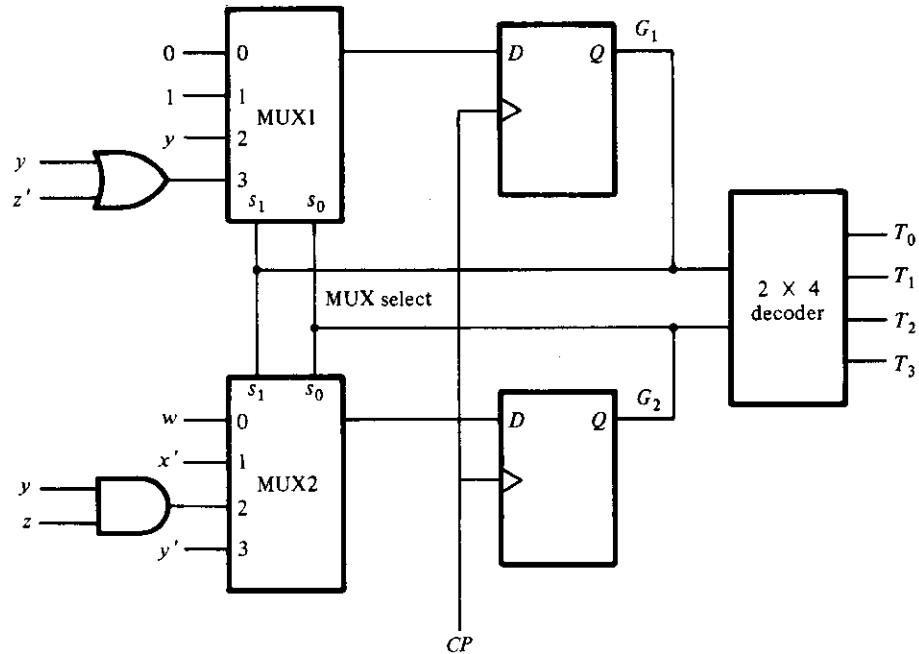 0
0
1
1
MUX1
y
2
y
3
z'
s1
s0
D
Q
G1
MUX select
2 × 4
decoder
T0
T1
T2
T3
s1
s0
w
0
x'
1
MUX2
y
2
z
y'
3
D
Q
G2
CP